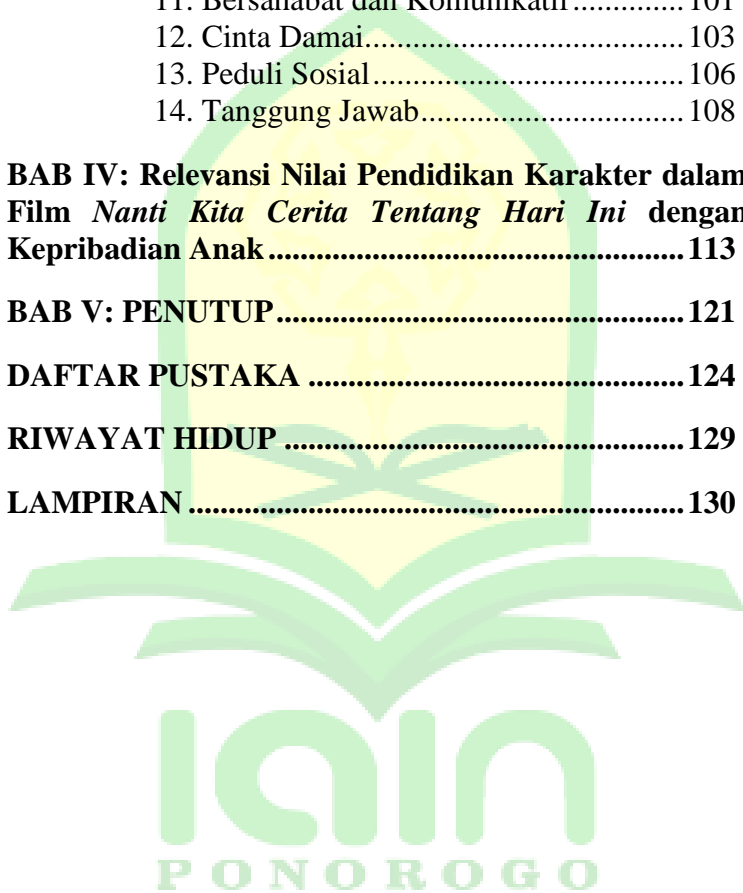 11. Bersahabat dan Komunikatif.............. 101
12. Cinta Damai........................................ 103
13. Peduli Sosial....................................... 106
14. Tanggung Jawab................................. 108
BAB IV: Relevansi Nilai Pendidikan Karakter dalam
Film Nanti Kita Cerita Tentang Hari Ini dengan
Kepribadian Anak.................................................... 113
BAB V: PENUTUP................................................... 121
DAFTAR PUSTAKA ............................................... 124
RIWAYAT HIDUP .................................................. 129
LAMPIRAN .............................................................. 130
iain
PONOROGO